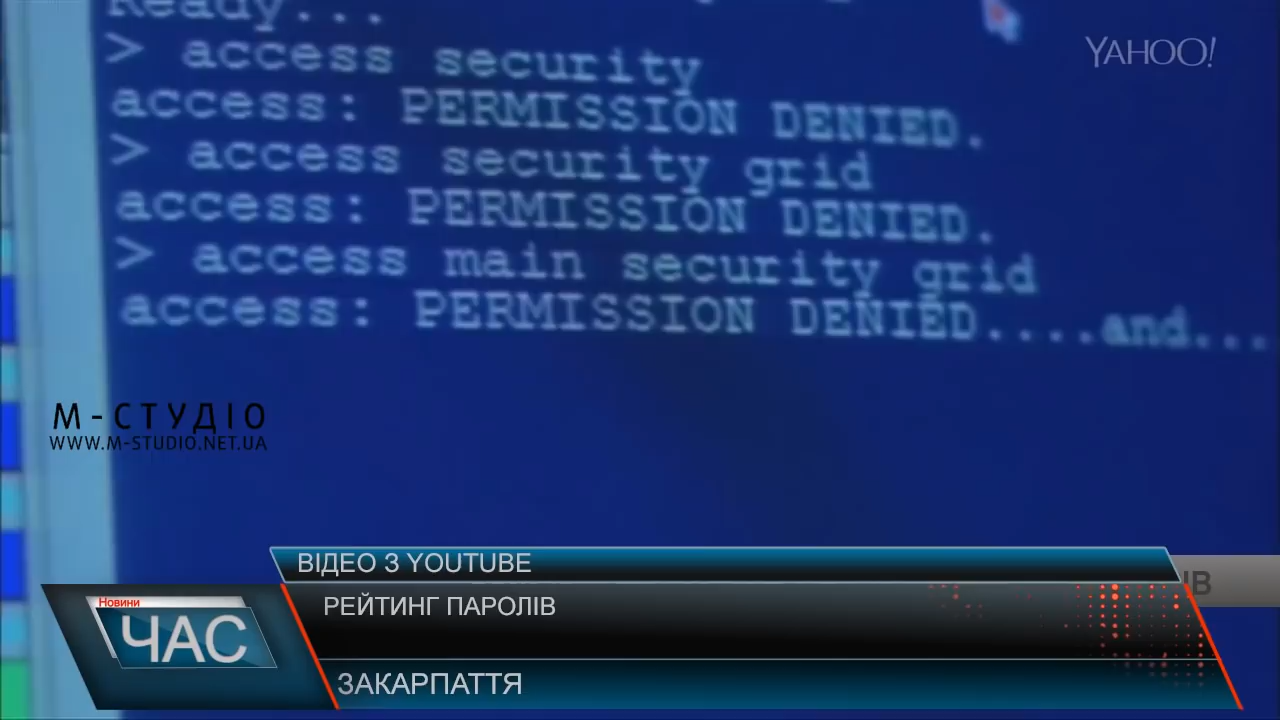 Ready...
YAHOO!
> access security
access: PERMISSION DENIED.
> access security grid
access: PERMISSION DENIED.
> access main security grid
access: PERMISSION DENIED....and...
М-СТУДІО
WWW.M-STUDIO.NET.UA
ВІДЕО З YOUTUBE
РЕЙТИНГ ПАРОЛІВ
Новини
ЧАС
ЗАКАРПАТТЯ